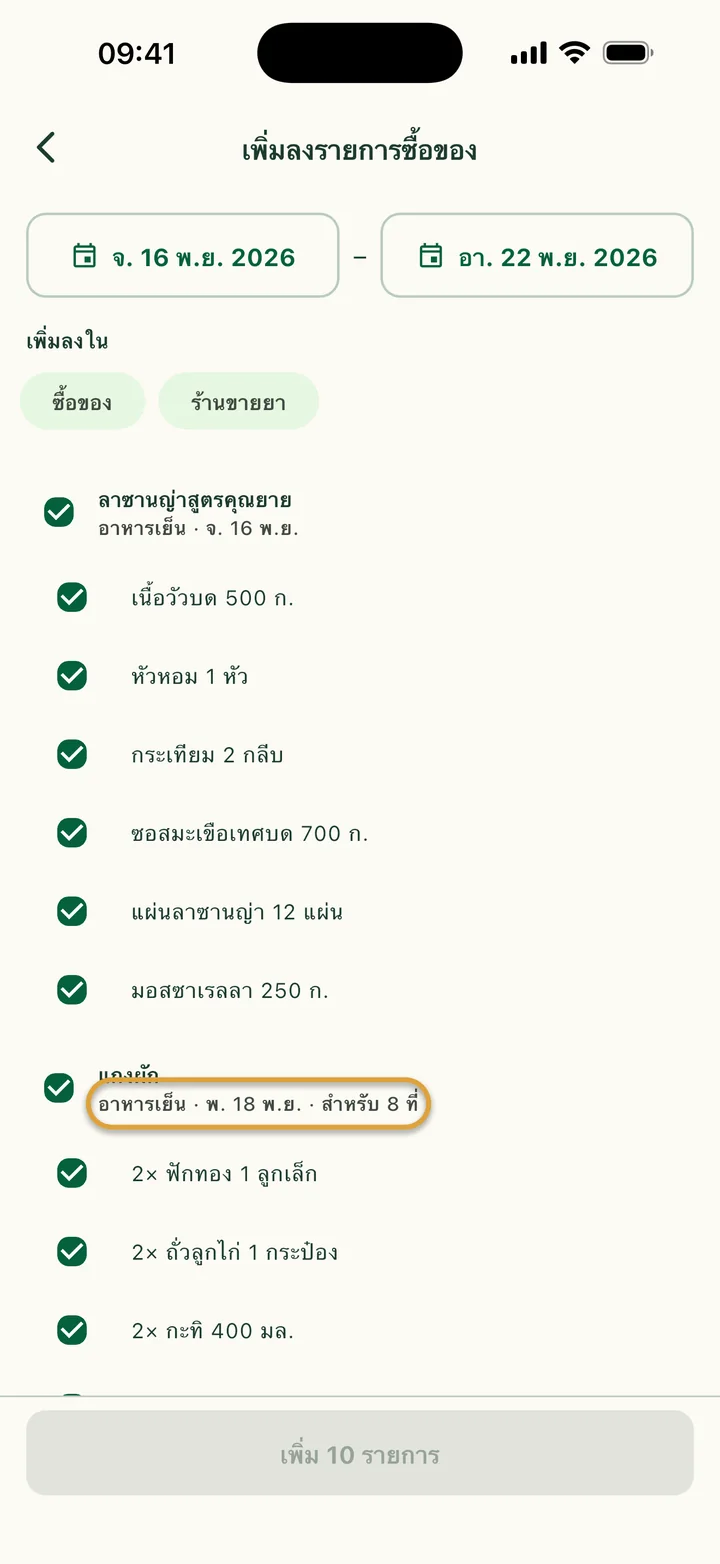 09:41
เพิ่มลงรายการซื้อของ
จ. 16 พ.ย. 2026 – อา. 22 พ.ย. 2026
เพิ่มลงใน
ซื้อของ ร้านขายยา
ลาซานญ่าสูตรคุณยาย
อาหารเย็น · จ. 16 พ.ย.
เนื้อวัวบด 500 ก.
หัวหอม 1 หัว
กระเทียม 2 กลีบ
ซอสมะเขือเทศบด 700 ก.
แผ่นลาซานญ่า 12 แผ่น
มอสซาเรลลา 250 ก.
แกงผัก
อาหารเย็น · พ. 18 พ.ย. · สำหรับ 8 ที่
2× ฟักทอง 1 ลูกเล็ก
2× ถั่วลูกไก่ 1 กระป๋อง
2× กะทิ 400 มล.
เพิ่ม 10 รายการ